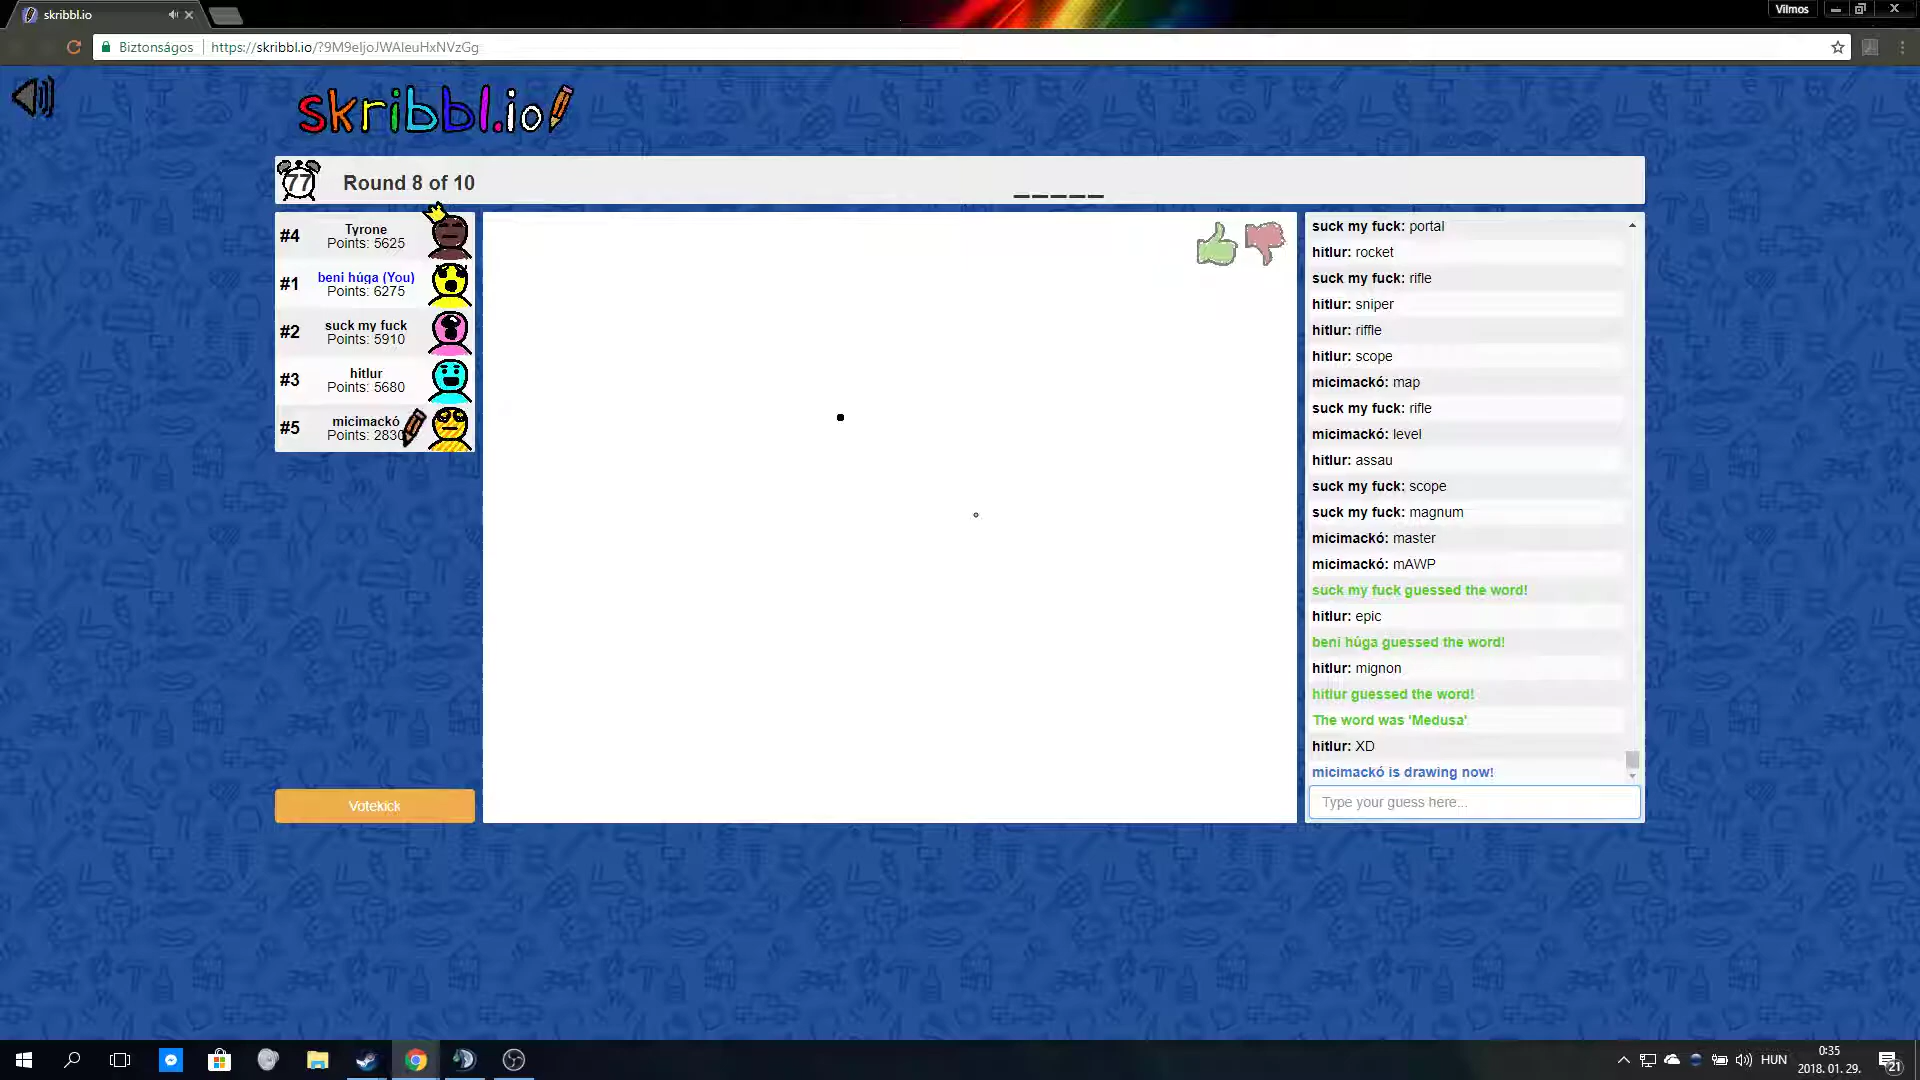 skribbl.io
Vilmos
Biztonságos
https://skribbl.io/?9M9eljoJWAleuHxNVzGg
skribbl.io
77
Round 8 of 10
_____
#4
Tyrone
Points: 5625
#1
beni húga (You)
Points: 6275
#2
suck my fuck
Points: 5910
#3
hitlur
Points: 5680
#5
micimackó
Points: 2830
Votekick
suck my fuck: portal
hitlur: rocket
suck my fuck: rifle
hitlur: sniper
hitlur: riffle
hitlur: scope
micimackó: map
suck my fuck: rifle
micimackó: level
hitlur: assau
suck my fuck: scope
suck my fuck: magnum
micimackó: master
micimackó: mAWP
suck my fuck guessed the word!
hitlur: epic
beni húga guessed the word!
hitlur: mignon
hitlur guessed the word!
The word was 'Medusa'
hitlur: XD
micimackó is drawing now!
Type your guess here...
HUN
0:35
2018. 01. 29.
21